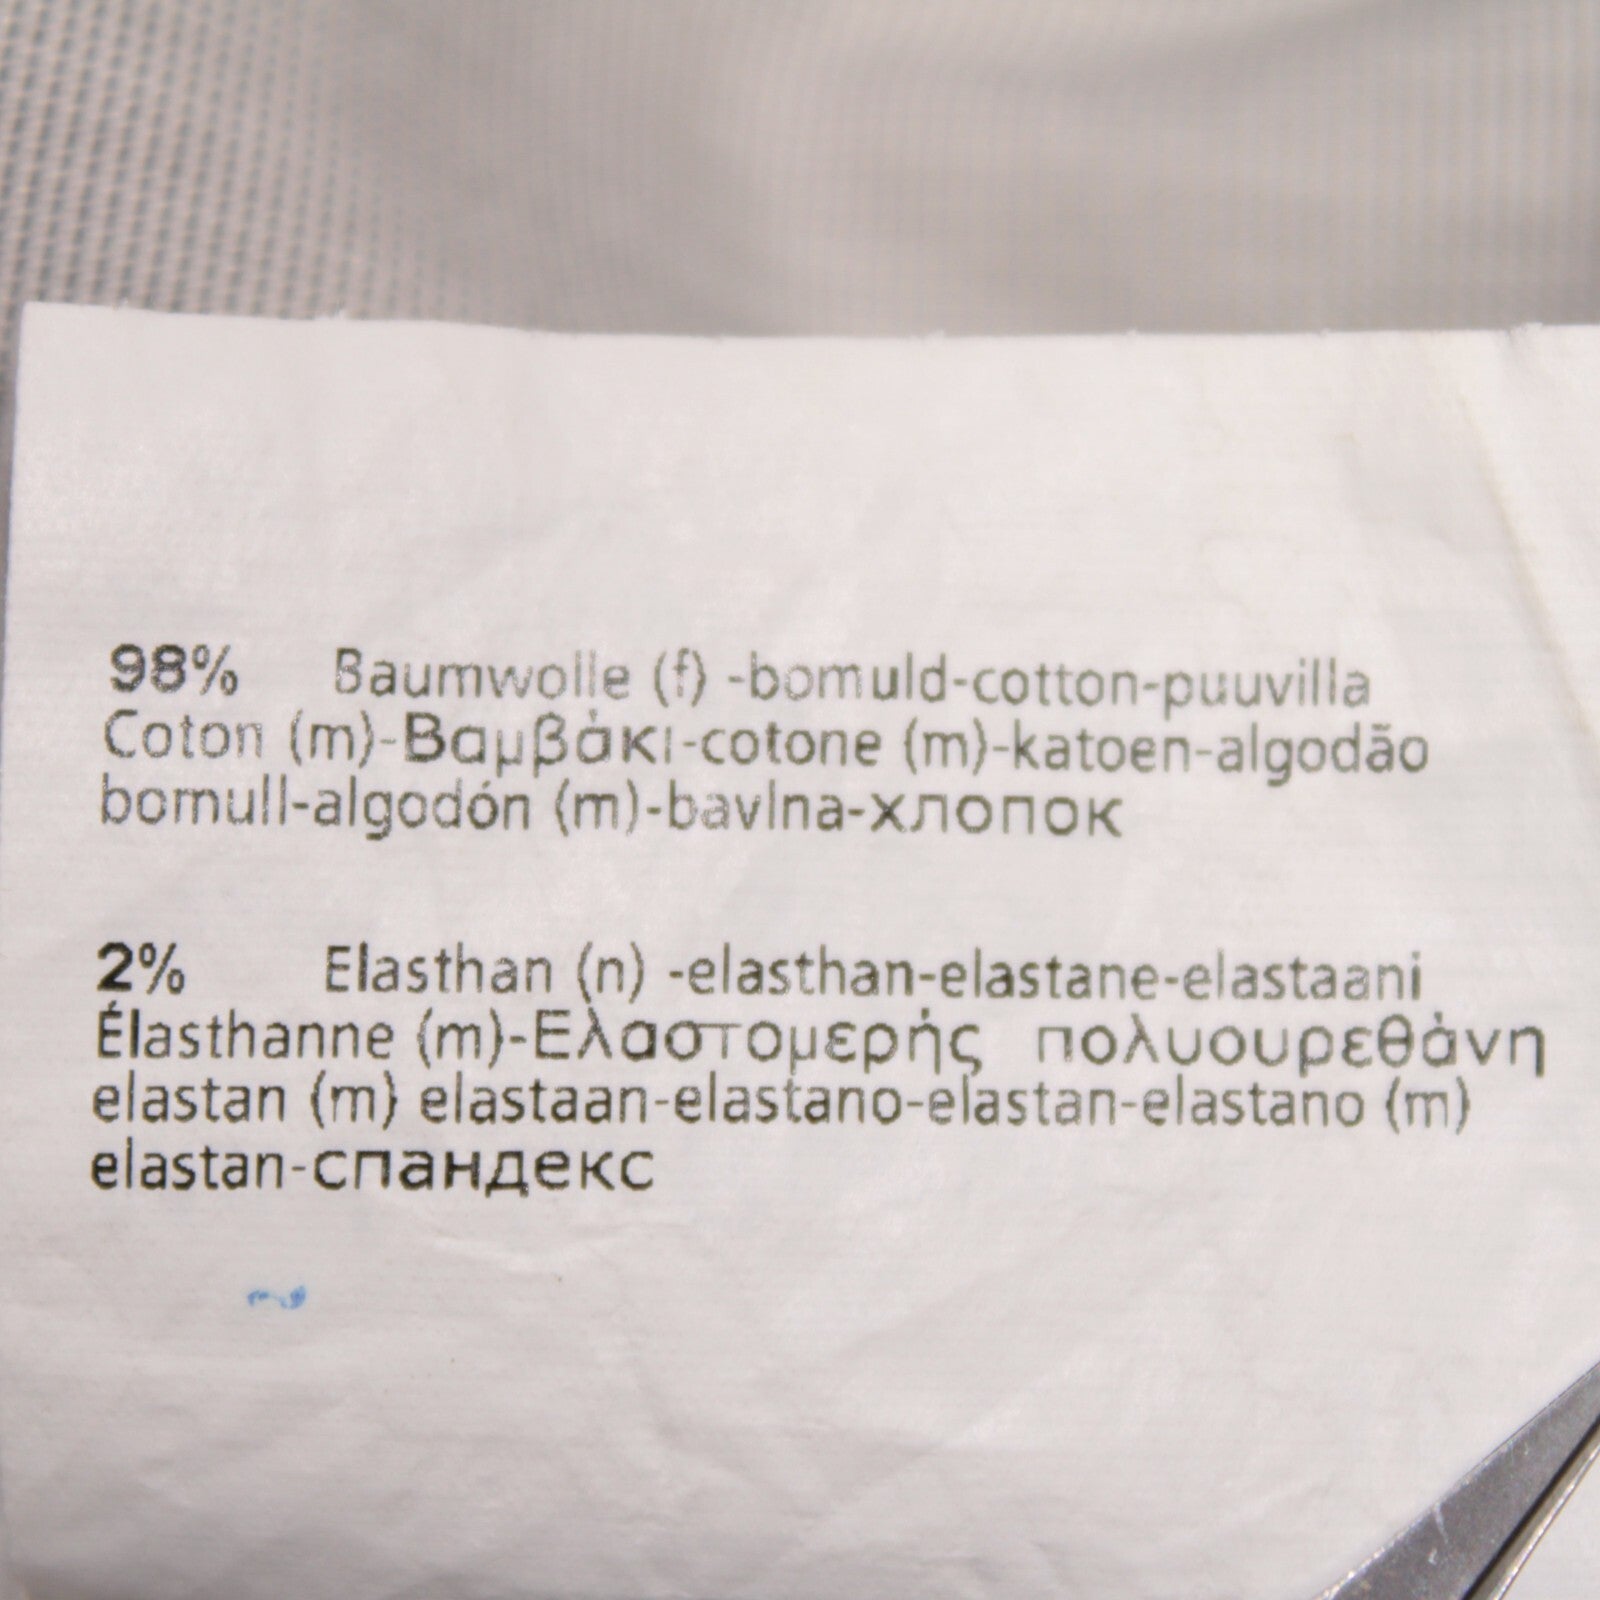 98% Baumwolle (f) -bomuld-cotton-puuvilla
Coton (m)-Βαμβάκι-cotone (m)-katoen-algodão
bomull-algodón (m)-bavlna-хлопок
2% Elasthan (n) -elasthan-elastane-elastaani
Élasthanne (m)-Ελαστομερής πολυουρεθάνη
elastan (m) elastaan-elastano-elastan-elastano (m)
elastan-спандекс